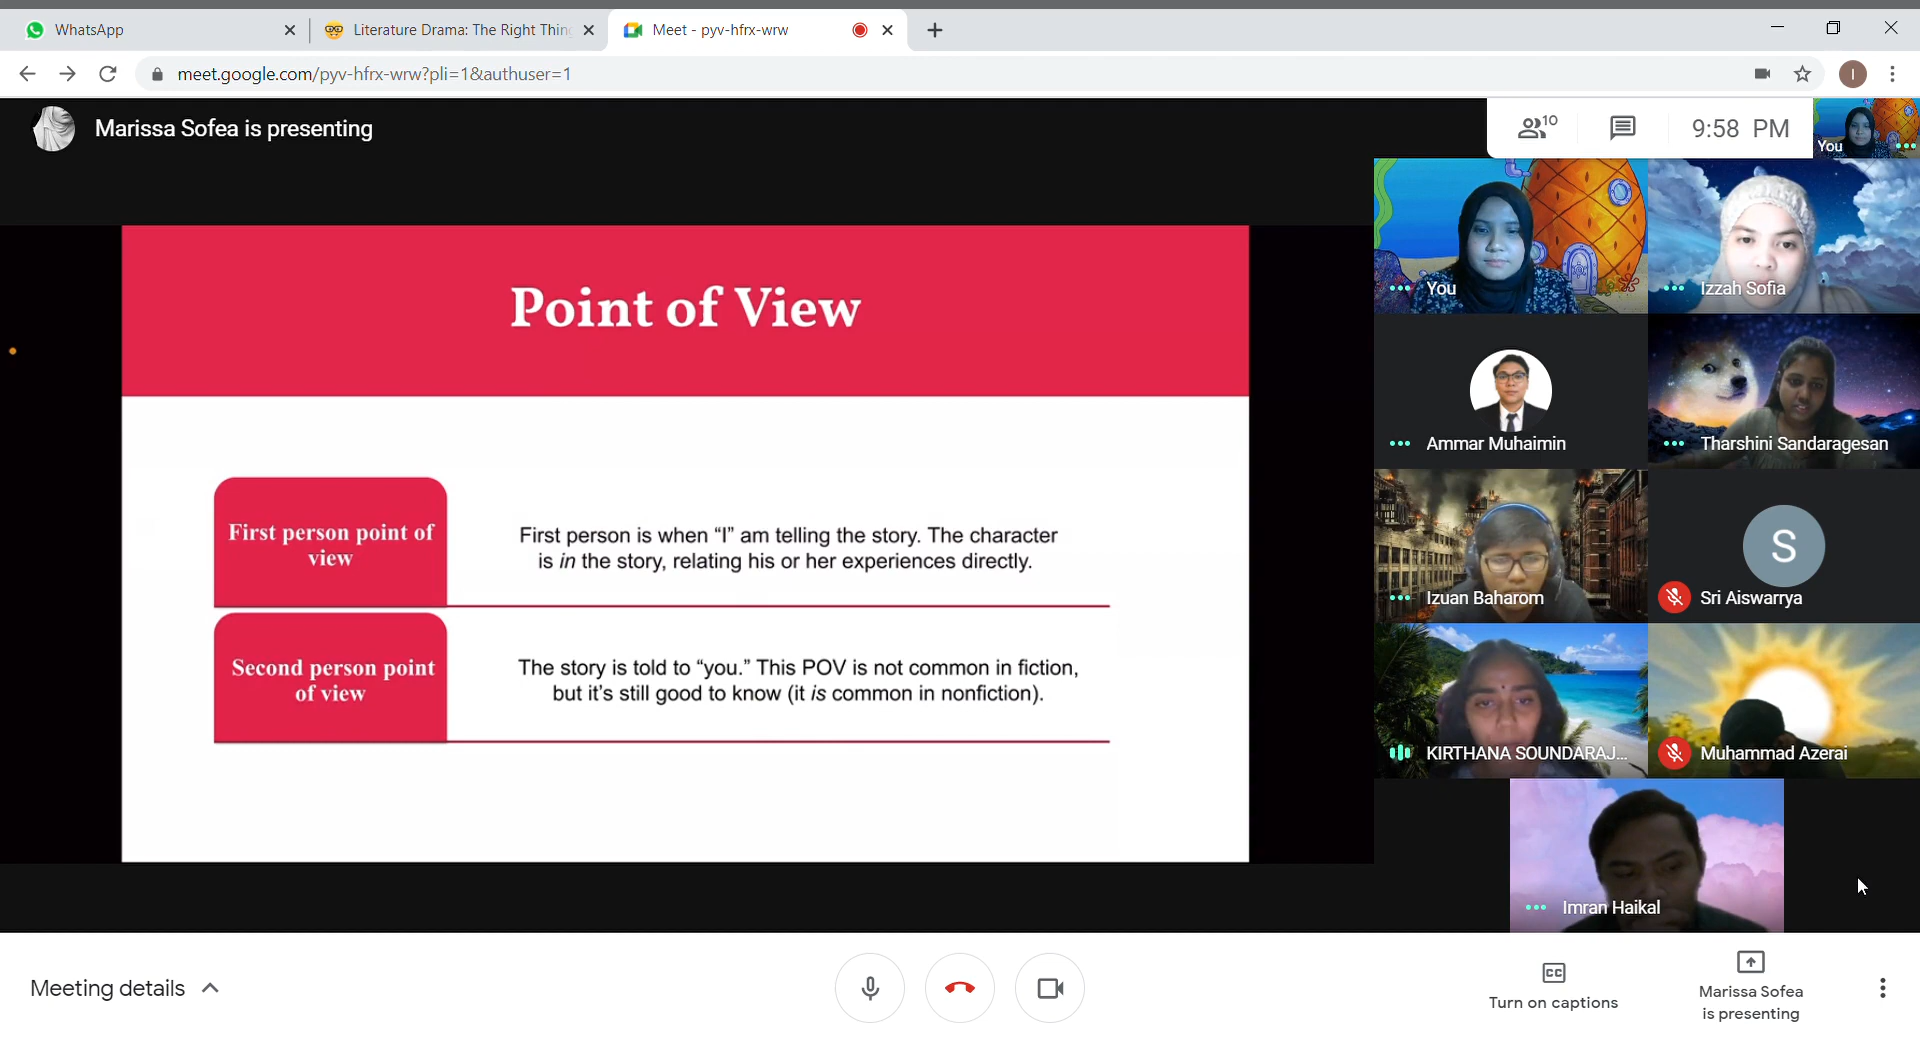 WhatsApp
Literature Drama: The Right Thin
Meet - pyv-hfrx-wrw
meet.google.com/pyv-hfrx-wrw?pli=1&authuser=1
I
Marissa Sofea is presenting
10
9:58 PM
You
You
Izzah Sofia
Ammar Muhaimin
Tharshini Sandaragesan
Izuan Baharom
S
Sri Aiswarrya
KIRTHANA SOUNDARAJ...
Muhammad Azerai
Imran Haikal
Point of View
First person point of
view
First person is when “I” am telling the story. The character
is in the story, relating his or her experiences directly.
Second person point
of view
The story is told to “you.” This POV is not common in fiction,
but it’s still good to know (it is common in nonfiction).
Meeting details
CC
Turn on captions
Marissa Sofea
is presenting